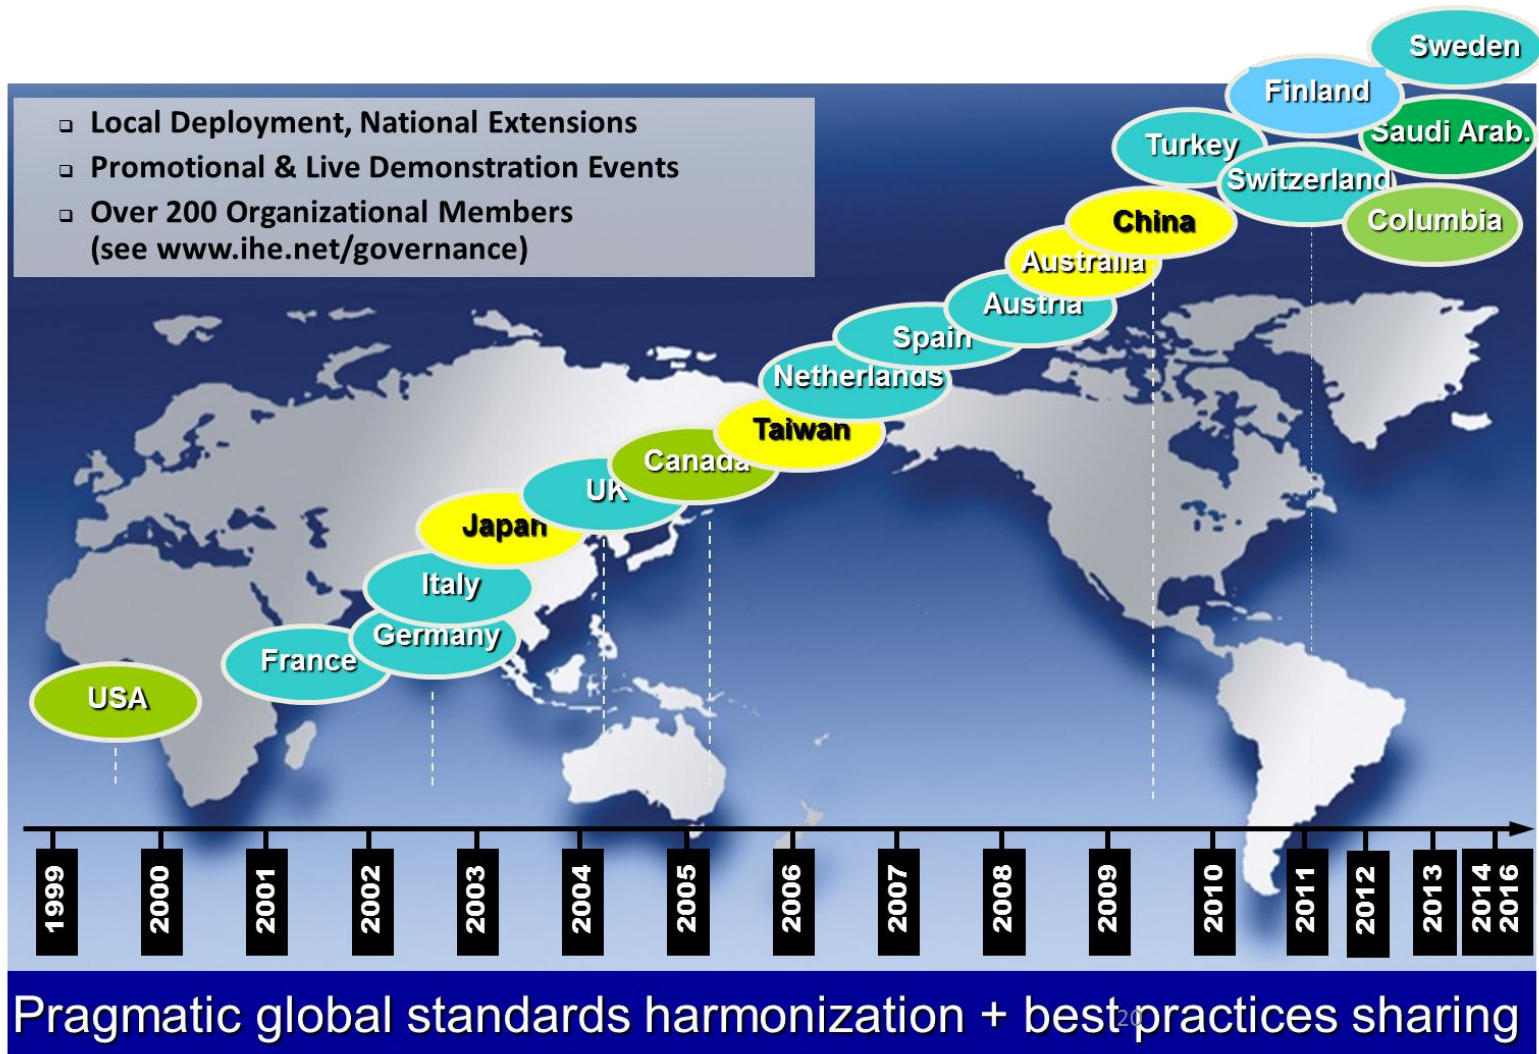 Sweden
Finland
Saudi Arab.
Turkey
Switzerland
Columbia
China
Australia
Austria
Spain
Netherlands
Taiwan
Canada
UK
Japan
Italy
Germany
France
USA
❑ Local Deployment, National Extensions
❑ Promotional & Live Demonstration Events
❑ Over 200 Organizational Members
(see www.ihe.net/governance)
1999
2000
2001
2002
2003
2004
2005
2006
2007
2008
2009
2010
2011
2012
2013
2014
2016
Pragmatic global standards harmonization + best practices sharing
20